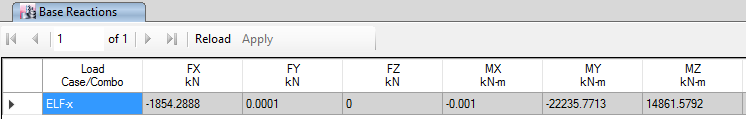 Base Reactions
1 of 1 Reload Apply
Load FX FY FZ MX MY MZ
Case/Combo kN kN kN kN-m kN-m kN-m
ELF-x -1854.2888 0.0001 0 -0.001 -22235.7713 14861.5792